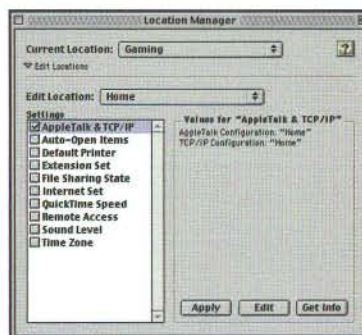 Location Manager
Current Location: Gaming
?
Edit Locations
Edit Location: Home
Settings
AppleTalk & TCP/IP
Auto-Open Items
Default Printer
Extension Set
File Sharing State
Internet Set
QuickTime Speed
Remote Access
Sound Level
Time Zone
Values for "AppleTalk & TCP/IP"
AppleTalk Configuration: "Home"
TCP/IP Configuration: "Home"
Apply Edit Get Info